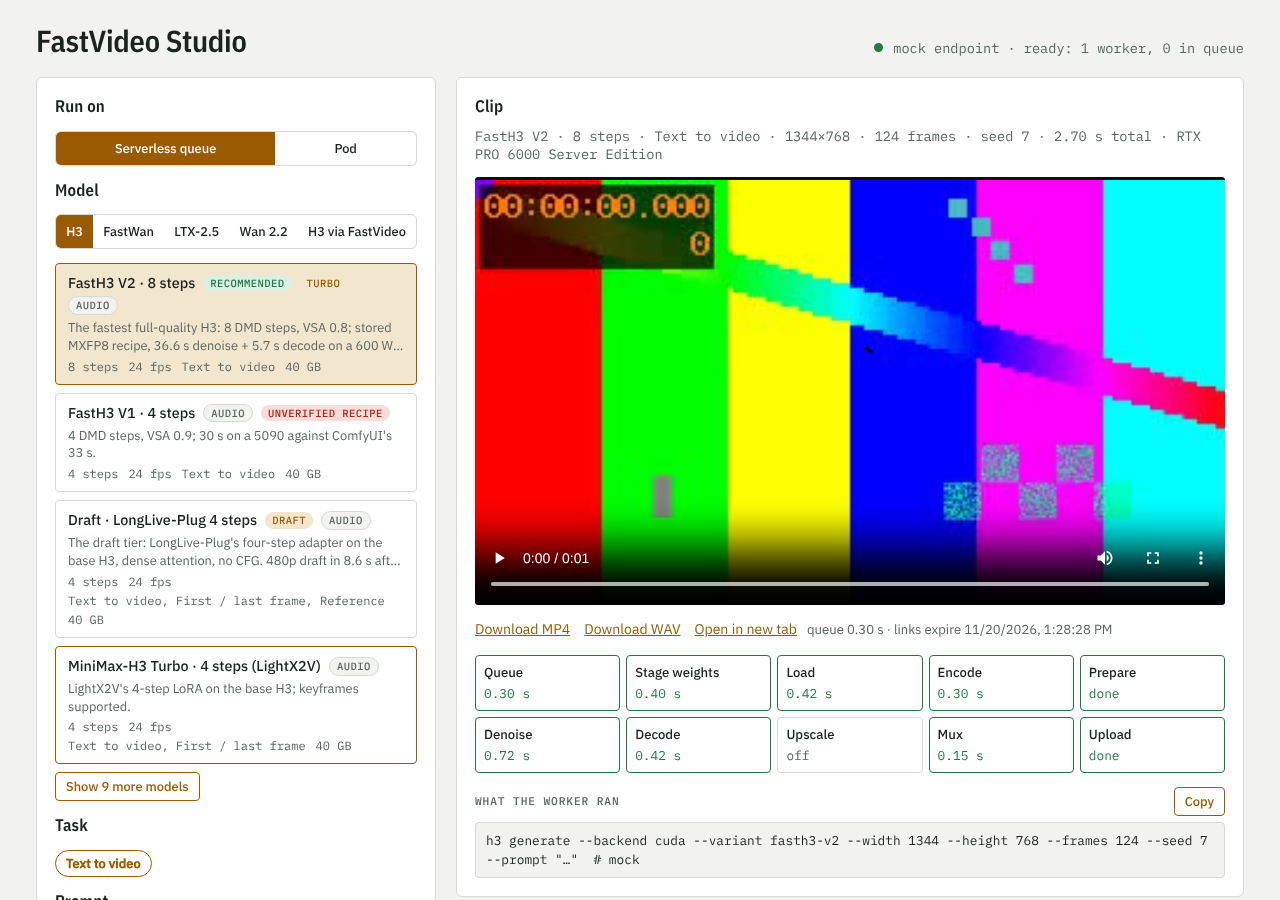 FastVideo Studio
mock endpoint · ready: 1 worker, 0 in queue
Run on
Serverless queue
Pod
Model
H3
FastWan
LTX-2.5
Wan 2.2
H3 via FastVideo
FastH3 V2 · 8 steps RECOMMENDED TURBO
AUDIO
The fastest full-quality H3: 8 DMD steps, VSA 0.8; stored
MXFP8 recipe, 36.6 s denoise + 5.7 s decode on a 600 W…
8 steps 24 fps Text to video 40 GB
FastH3 V1 · 4 steps AUDIO UNVERIFIED RECIPE
4 DMD steps, VSA 0.9; 30 s on a 5090 against ComfyUI's
33 s.
4 steps 24 fps Text to video 40 GB
Draft · LongLive-Plug 4 steps DRAFT AUDIO
The draft tier: LongLive-Plug's four-step adapter on the
base H3, dense attention, no CFG. 480p draft in 8.6 s aft…
4 steps 24 fps
Text to video, First / last frame, Reference
40 GB
MiniMax-H3 Turbo · 4 steps (LightX2V) AUDIO
LightX2V's 4-step LoRA on the base H3; keyframes
supported.
4 steps 24 fps
Text to video, First / last frame 40 GB
Show 9 more models
Task
Text to video
Prompt
Clip
FastH3 V2 · 8 steps · Text to video · 1344×768 · 124 frames · seed 7 · 2.70 s total · RTX
PRO 6000 Server Edition
00:00:00.000
0
0:00 / 0:01
Download MP4 Download WAV Open in new tab queue 0.30 s · links expire 11/20/2026, 1:28:28 PM
Queue
0.30 s
Stage weights
0.40 s
Load
0.42 s
Encode
0.30 s
Prepare
done
Denoise
0.72 s
Decode
0.42 s
Upscale
off
Mux
0.15 s
Upload
done
WHAT THE WORKER RAN
Copy
h3 generate --backend cuda --variant fasth3-v2 --width 1344 --height 768 --frames 124 --seed 7
--prompt "…"  # mock